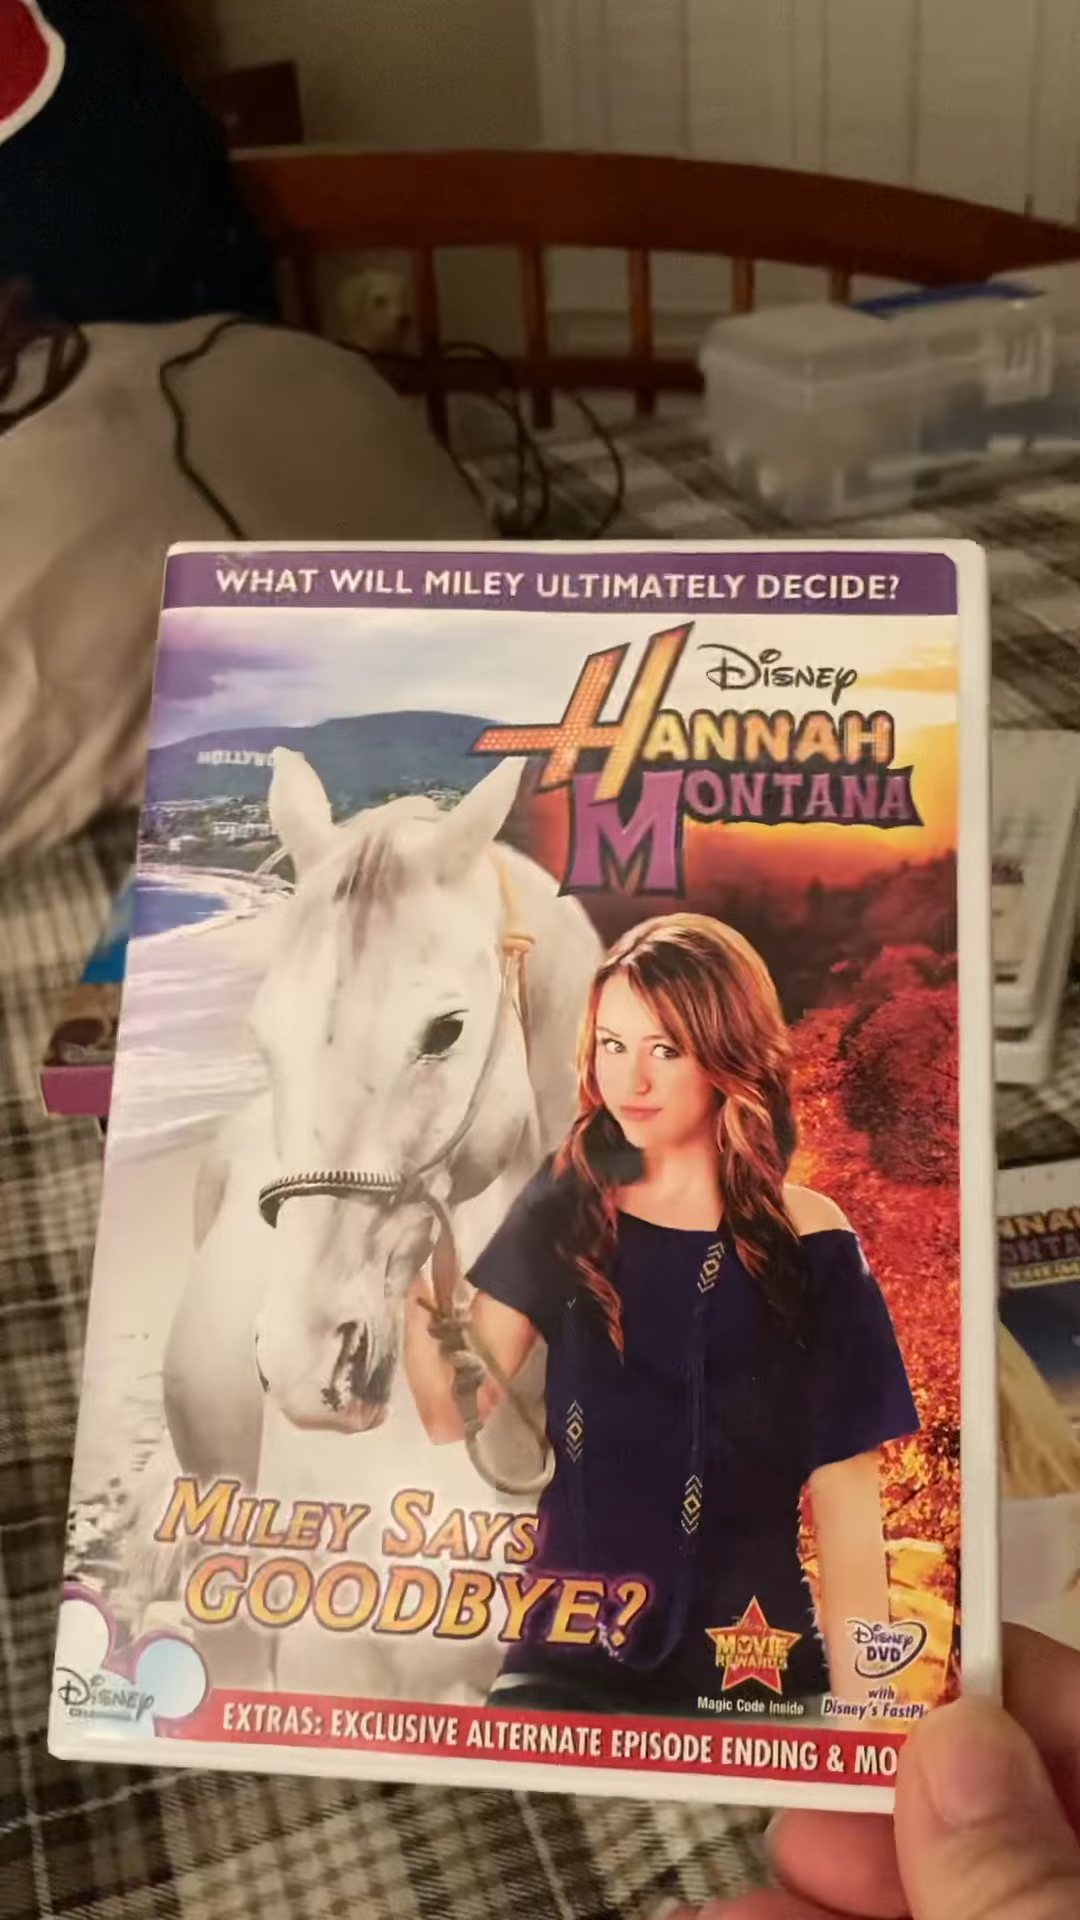 WHAT WILL MILEY ULTIMATELY DECIDE?
DISNEY
HANNAH
MONTANA
HOLLYWO
MILEY SAYS
GOODBYE?
MOVIE
REWARDS
Magic Code Inside
DISNEY
DVD
with
Disney's FastPl
DISNEY
CHANNEL
EXTRAS: EXCLUSIVE ALTERNATE EPISODE ENDING & MO